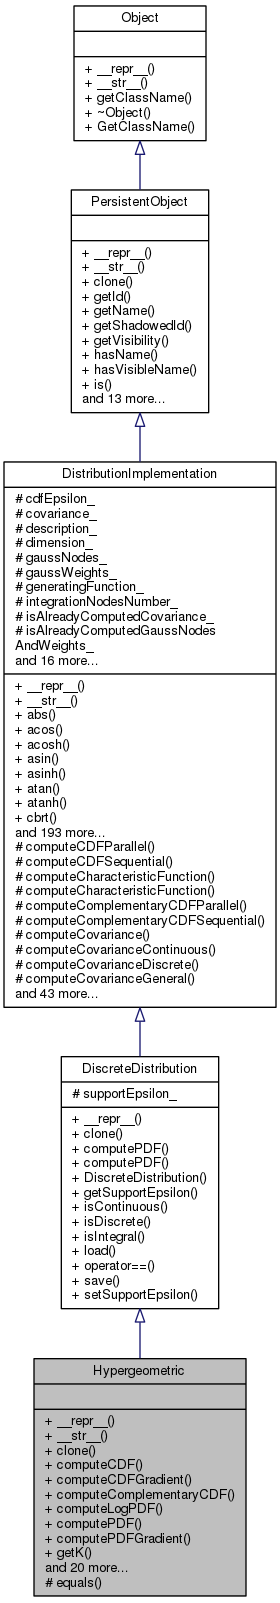 Object
+ __repr__()
+ __str__()
+ getClassName()
+ ~Object()
+ GetClassName()
PersistentObject
+ __repr__()
+ __str__()
+ clone()
+ getId()
+ getName()
+ getShadowedId()
+ getVisibility()
+ hasName()
+ hasVisibleName()
+ is()
and 13 more...
DistributionImplementation
# cdfEpsilon_
# covariance_
# description_
# dimension_
# gaussNodes_
# gaussWeights_
# generatingFunction_
# integrationNodesNumber_
# isAlreadyComputedCovariance_
# isAlreadyComputedGaussNodes
AndWeights_
and 16 more...
+ __repr__()
+ __str__()
+ abs()
+ acos()
+ acosh()
+ asin()
+ asinh()
+ atan()
+ atanh()
+ cbrt()
and 193 more...
# computeCDFParallel()
# computeCDFSequential()
# computeCharacteristicFunction()
# computeCharacteristicFunction()
# computeComplementaryCDFParallel()
# computeComplementaryCDFSequential()
# computeCovariance()
# computeCovarianceContinuous()
# computeCovarianceDiscrete()
# computeCovarianceGeneral()
and 43 more...
DiscreteDistribution
# supportEpsilon_
+ __repr__()
+ clone()
+ computePDF()
+ computePDF()
+ DiscreteDistribution()
+ getSupportEpsilon()
+ isContinuous()
+ isDiscrete()
+ isIntegral()
+ load()
+ operator==()
+ save()
+ setSupportEpsilon()
Hypergeometric
+ __repr__()
+ __str__()
+ clone()
+ computeCDF()
+ computeCDFGradient()
+ computeComplementaryCDF()
+ computeLogPDF()
+ computePDF()
+ computePDFGradient()
+ getK()
and 20 more...
# equals()